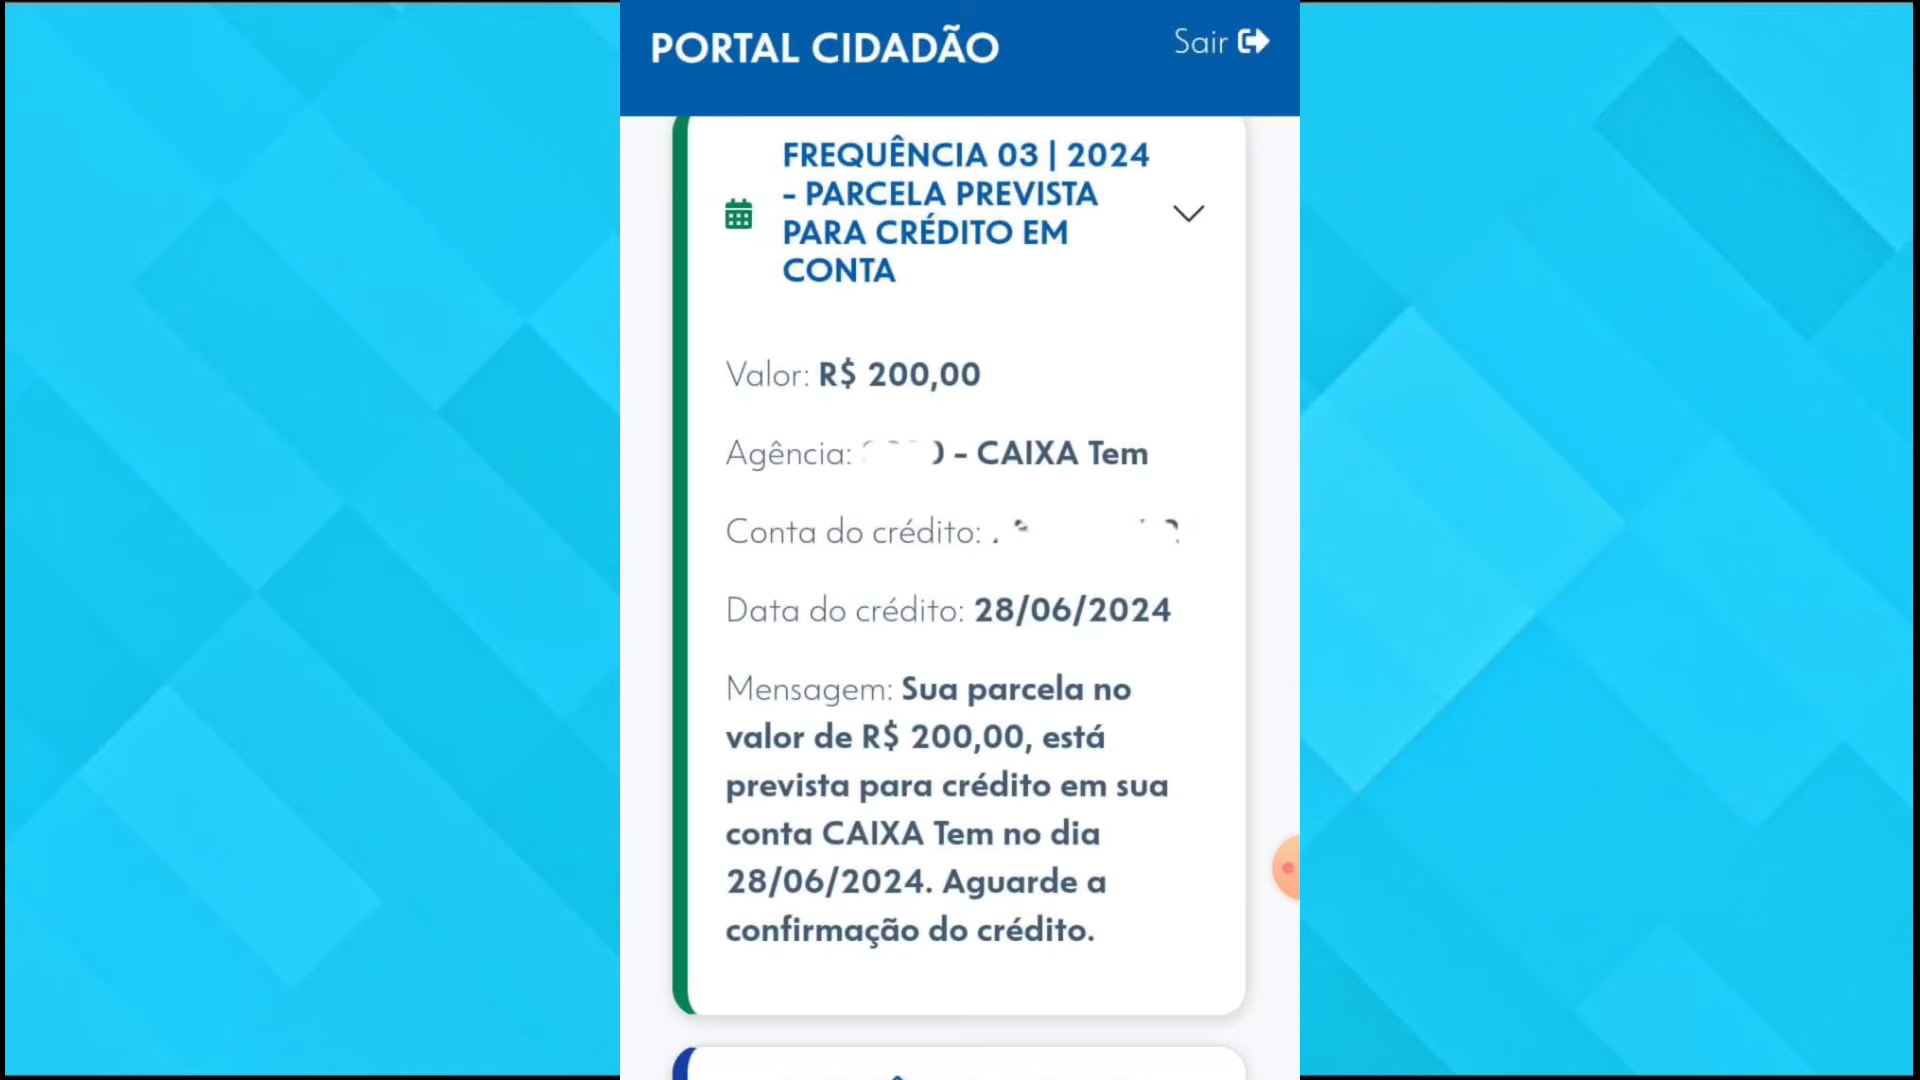 PORTAL CIDADÃO
Sair
FREQUÊNCIA 03 | 2024
- PARCELA PREVISTA
PARA CRÉDITO EM
CONTA
Valor: R$ 200,00
Agência: - CAIXA Tem
Conta do crédito:
Data do crédito: 28/06/2024
Mensagem: Sua parcela no
valor de R$ 200,00, está
prevista para crédito em sua
conta CAIXA Tem no dia
28/06/2024. Aguarde a
confirmação do crédito.